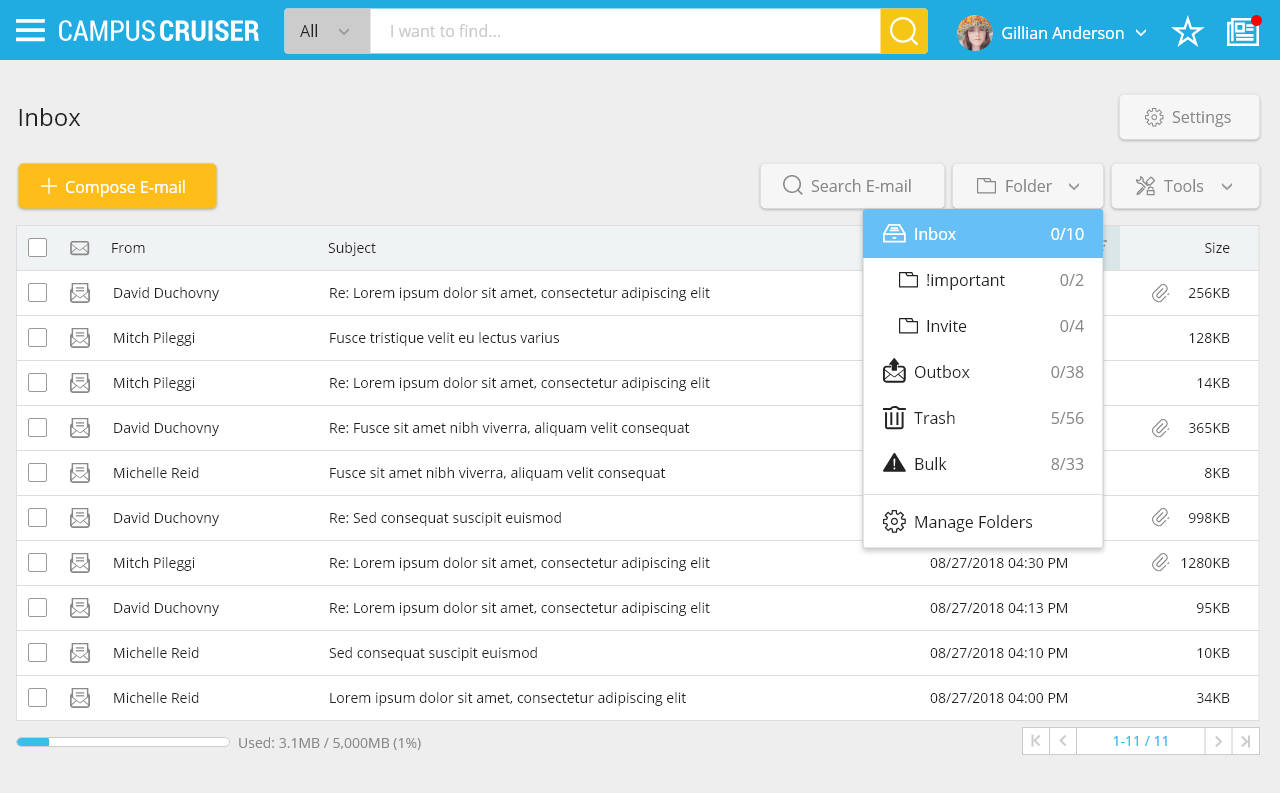 CAMPUS CRUISER All I want to find... Gillian Anderson
Inbox Settings
Compose E-mail Search E-mail Folder Tools
From Subject Size
Inbox 0/10
!important 0/2
Invite 0/4
Outbox 0/38
Trash 5/56
Bulk 8/33
Manage Folders
David Duchovny Re: Lorem ipsum dolor sit amet, consectetur adipiscing elit 256KB
Mitch Pileggi Fusce tristique velit eu lectus varius 128KB
Mitch Pileggi Re: Lorem ipsum dolor sit amet, consectetur adipiscing elit 14KB
David Duchovny Re: Fusce sit amet nibh viverra, aliquam velit consequat 365KB
Michelle Reid Fusce sit amet nibh viverra, aliquam velit consequat 8KB
David Duchovny Re: Sed consequat suscipit euismod 998KB
Mitch Pileggi Re: Lorem ipsum dolor sit amet, consectetur adipiscing elit 08/27/2018 04:30 PM 1280KB
David Duchovny Re: Lorem ipsum dolor sit amet, consectetur adipiscing elit 08/27/2018 04:13 PM 95KB
Michelle Reid Sed consequat suscipit euismod 08/27/2018 04:10 PM 10KB
Michelle Reid Lorem ipsum dolor sit amet, consectetur adipiscing elit 08/27/2018 04:00 PM 34KB
Used: 3.1MB / 5,000MB (1%) 1-11 / 11